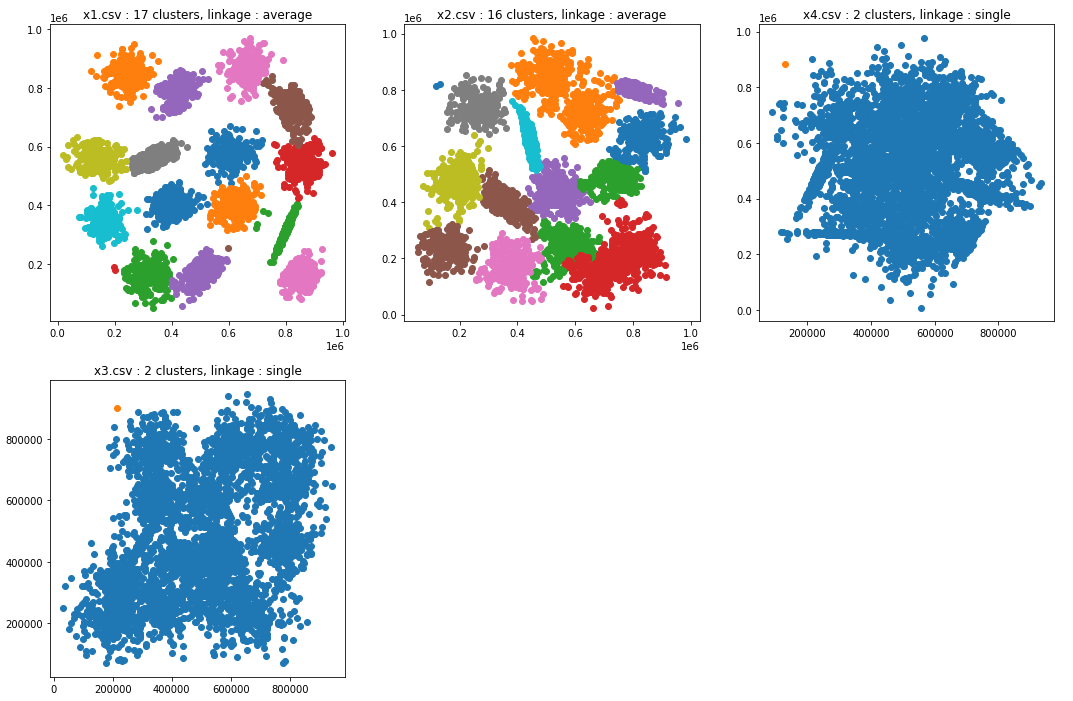 x1.csv : 17 clusters, linkage : average
1.0
0.8
0.6
0.4
0.2
1e6
0.0 0.2 0.4 0.6 0.8 1.0
1e6
x2.csv : 16 clusters, linkage : average
1e6
1.0
0.8
0.6
0.4
0.2
0.0
0.2 0.4 0.6 0.8 1.0
1e6
x4.csv : 2 clusters, linkage : single
1e6
1.0
0.8
0.6
0.4
0.2
0.0
200000 400000 600000 800000
x3.csv : 2 clusters, linkage : single
800000
600000
400000
200000
0 200000 400000 600000 800000